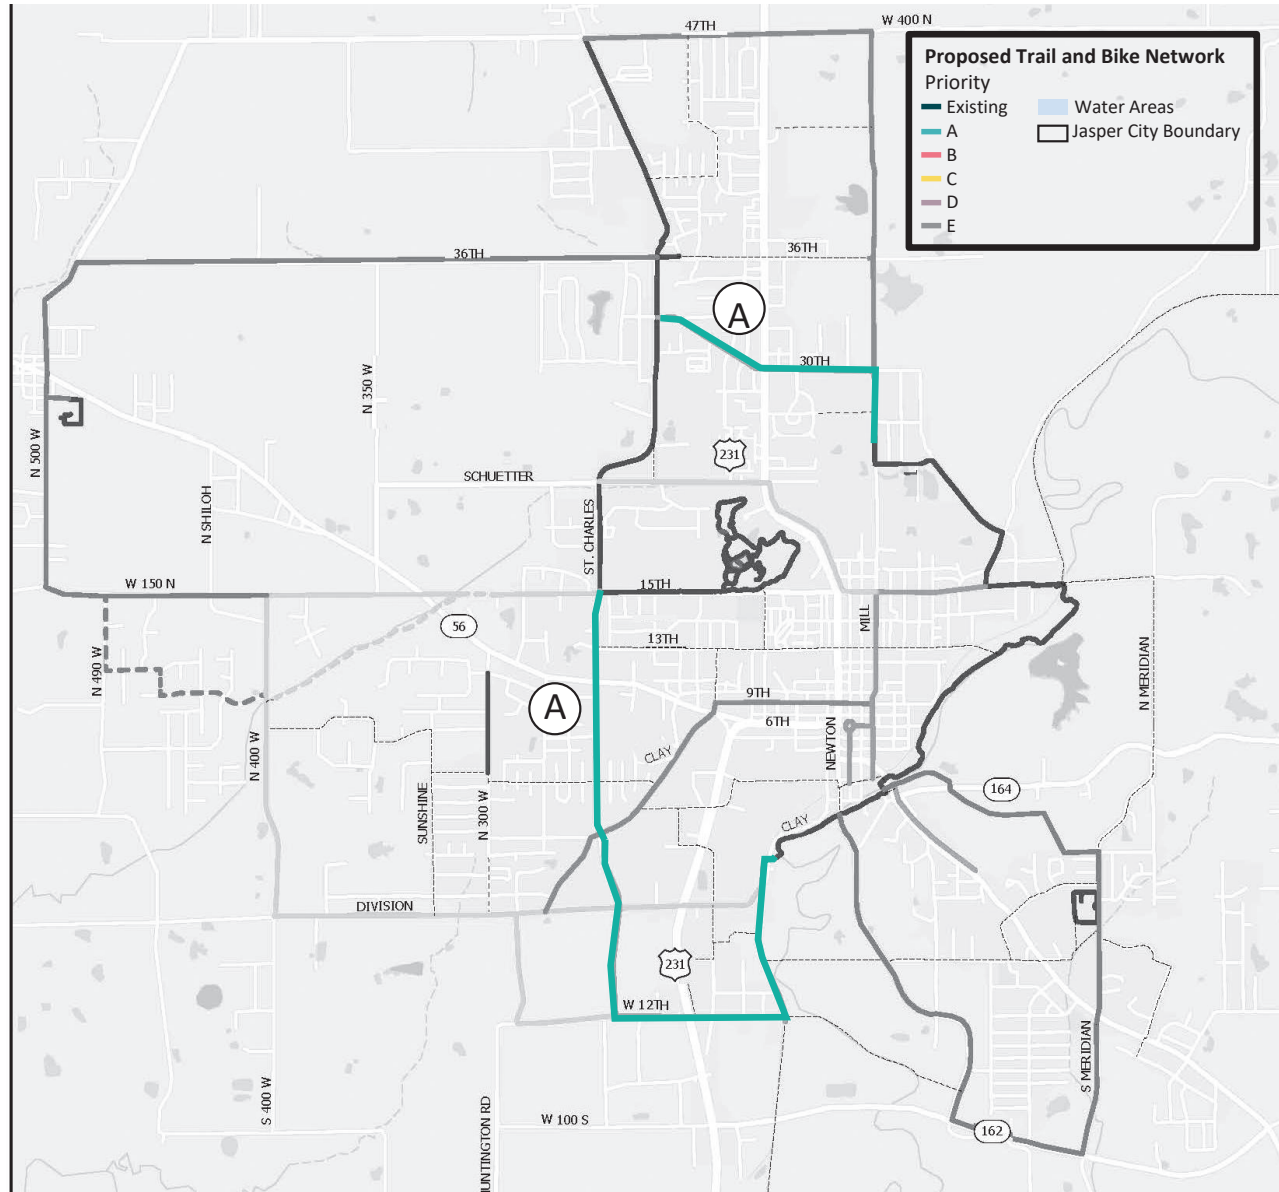 47TH
W 400 N
Proposed Trail and Bike Network
Priority
Existing
A
B
C
D
E
Water Areas
Jasper City Boundary
36TH
36TH
A
30TH
N 350 W
N 500 W
231
SCHUETTER
N SHILOH
ST. CHARLES
W 150 N
15TH
56
MILL
13TH
N 490 W
N MERIDIAN
A
9TH
6TH
NEWTON
N 400 W
CLAY
SUNSHINE
N 300 W
164
CLAY
DIVISION
231
W 12TH
S MERIDIAN
S 400 W
HUNTINGTON RD
W 100 S
162